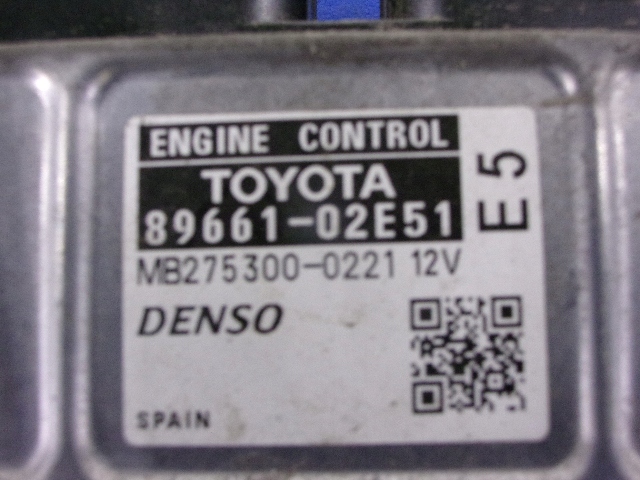 ENGINE CONTROL
TOYOTA
89661-02E51
E5
MB275300-0221 12V
DENSO
SPAIN